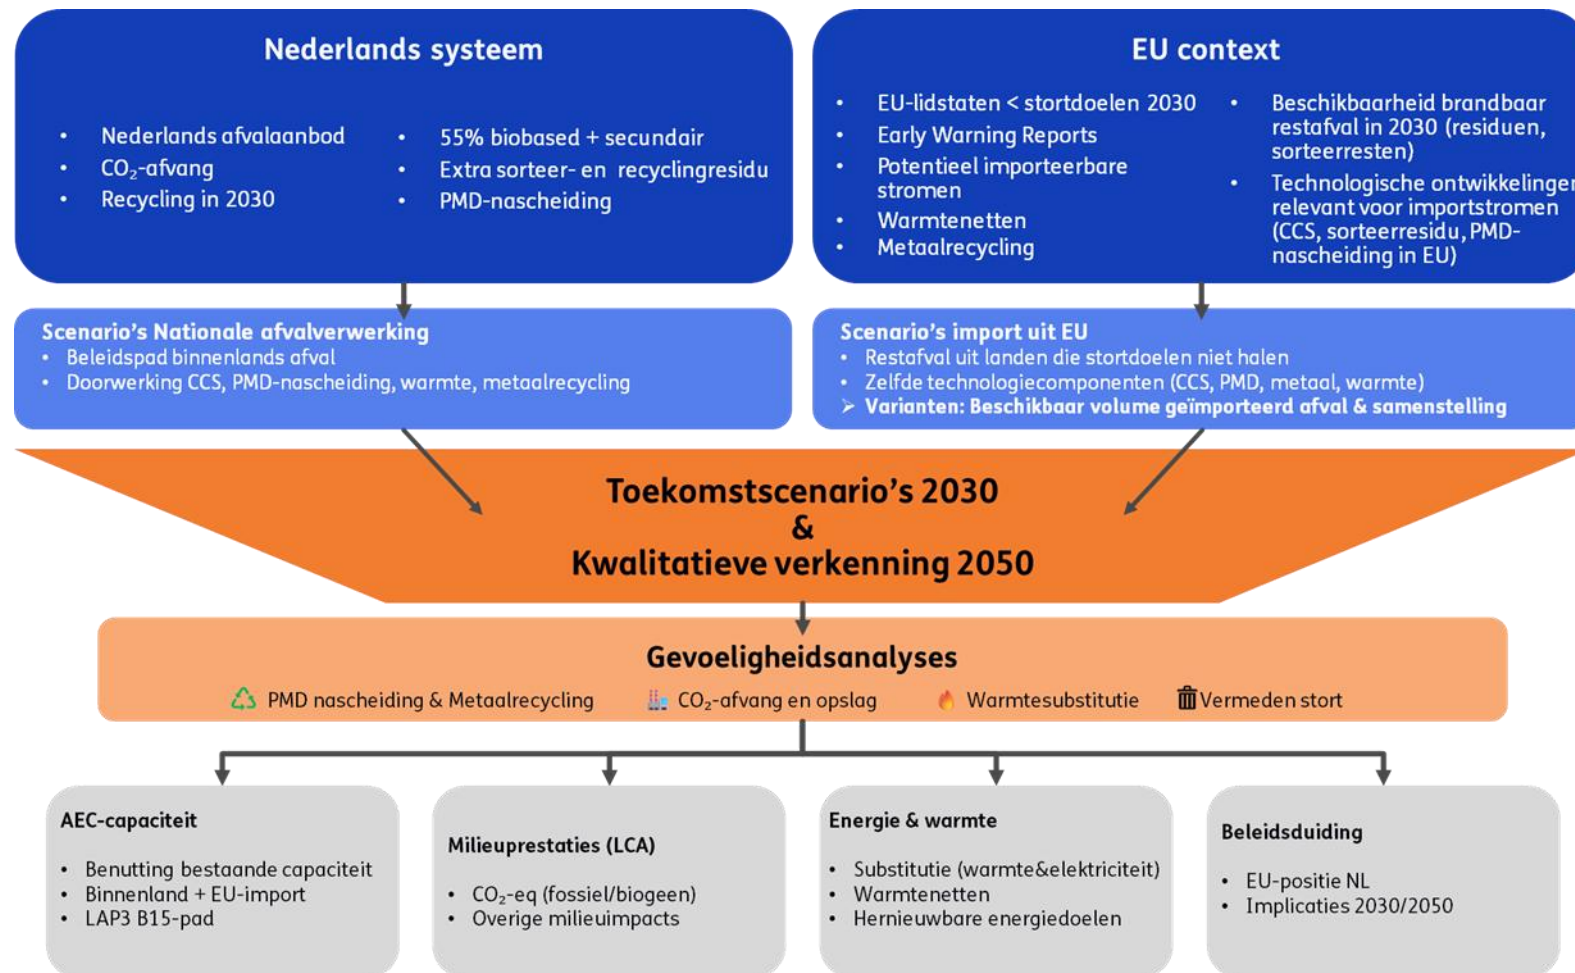 Nederlands systeem
• Nederlands afvalaanbod
• CO₂-afvang
• Recycling in 2030
• 55% biobased + secundair
• Extra sorteer- en recyclingresidu
• PMD-nascheiding
EU context
• EU-lidstaten < stortdoelen 2030
• Early Warning Reports
• Potentieel importeerbare
stromen
• Warmtenetten
• Metaalrecycling
• Beschikbaarheid brandbaar
restafval in 2030 (residuen,
sorteerresten)
• Technologische ontwikkelingen
relevant voor importstromen
(CCS, sorteerresidu, PMD-
nascheiding in EU)
Scenario's Nationale afvalverwerking
• Beleidspad binnenlands afval
• Doorwerking CCS, PMD-nascheiding, warmte, metaalrecycling
Scenario's import uit EU
• Restafval uit landen die stortdoelen niet halen
• Zelfde technologiecomponenten (CCS, PMD, metaal, warmte)
➢ Varianten: Beschikbaar volume geïmporteerd afval & samenstelling
Toekomstscenario's 2030
&
Kwalitatieve verkenning 2050
Gevoeligheidsanalyses
PMD nascheiding & Metaalrecycling
CO₂-afvang en opslag
Warmtesubstitutie
Vermeden stort
AEC-capaciteit
• Benutting bestaande capaciteit
• Binnenland + EU-import
• LAP3 B15-pad
Milieuprestaties (LCA)
• CO₂-eq (fossiel/biogeen)
• Overige milieuimpacts
Energie & warmte
• Substitutie (warmte&elektriciteit)
• Warmtenetten
• Hernieuwbare energiedoelen
Beleidsduiding
• EU-positie NL
• Implicaties 2030/2050